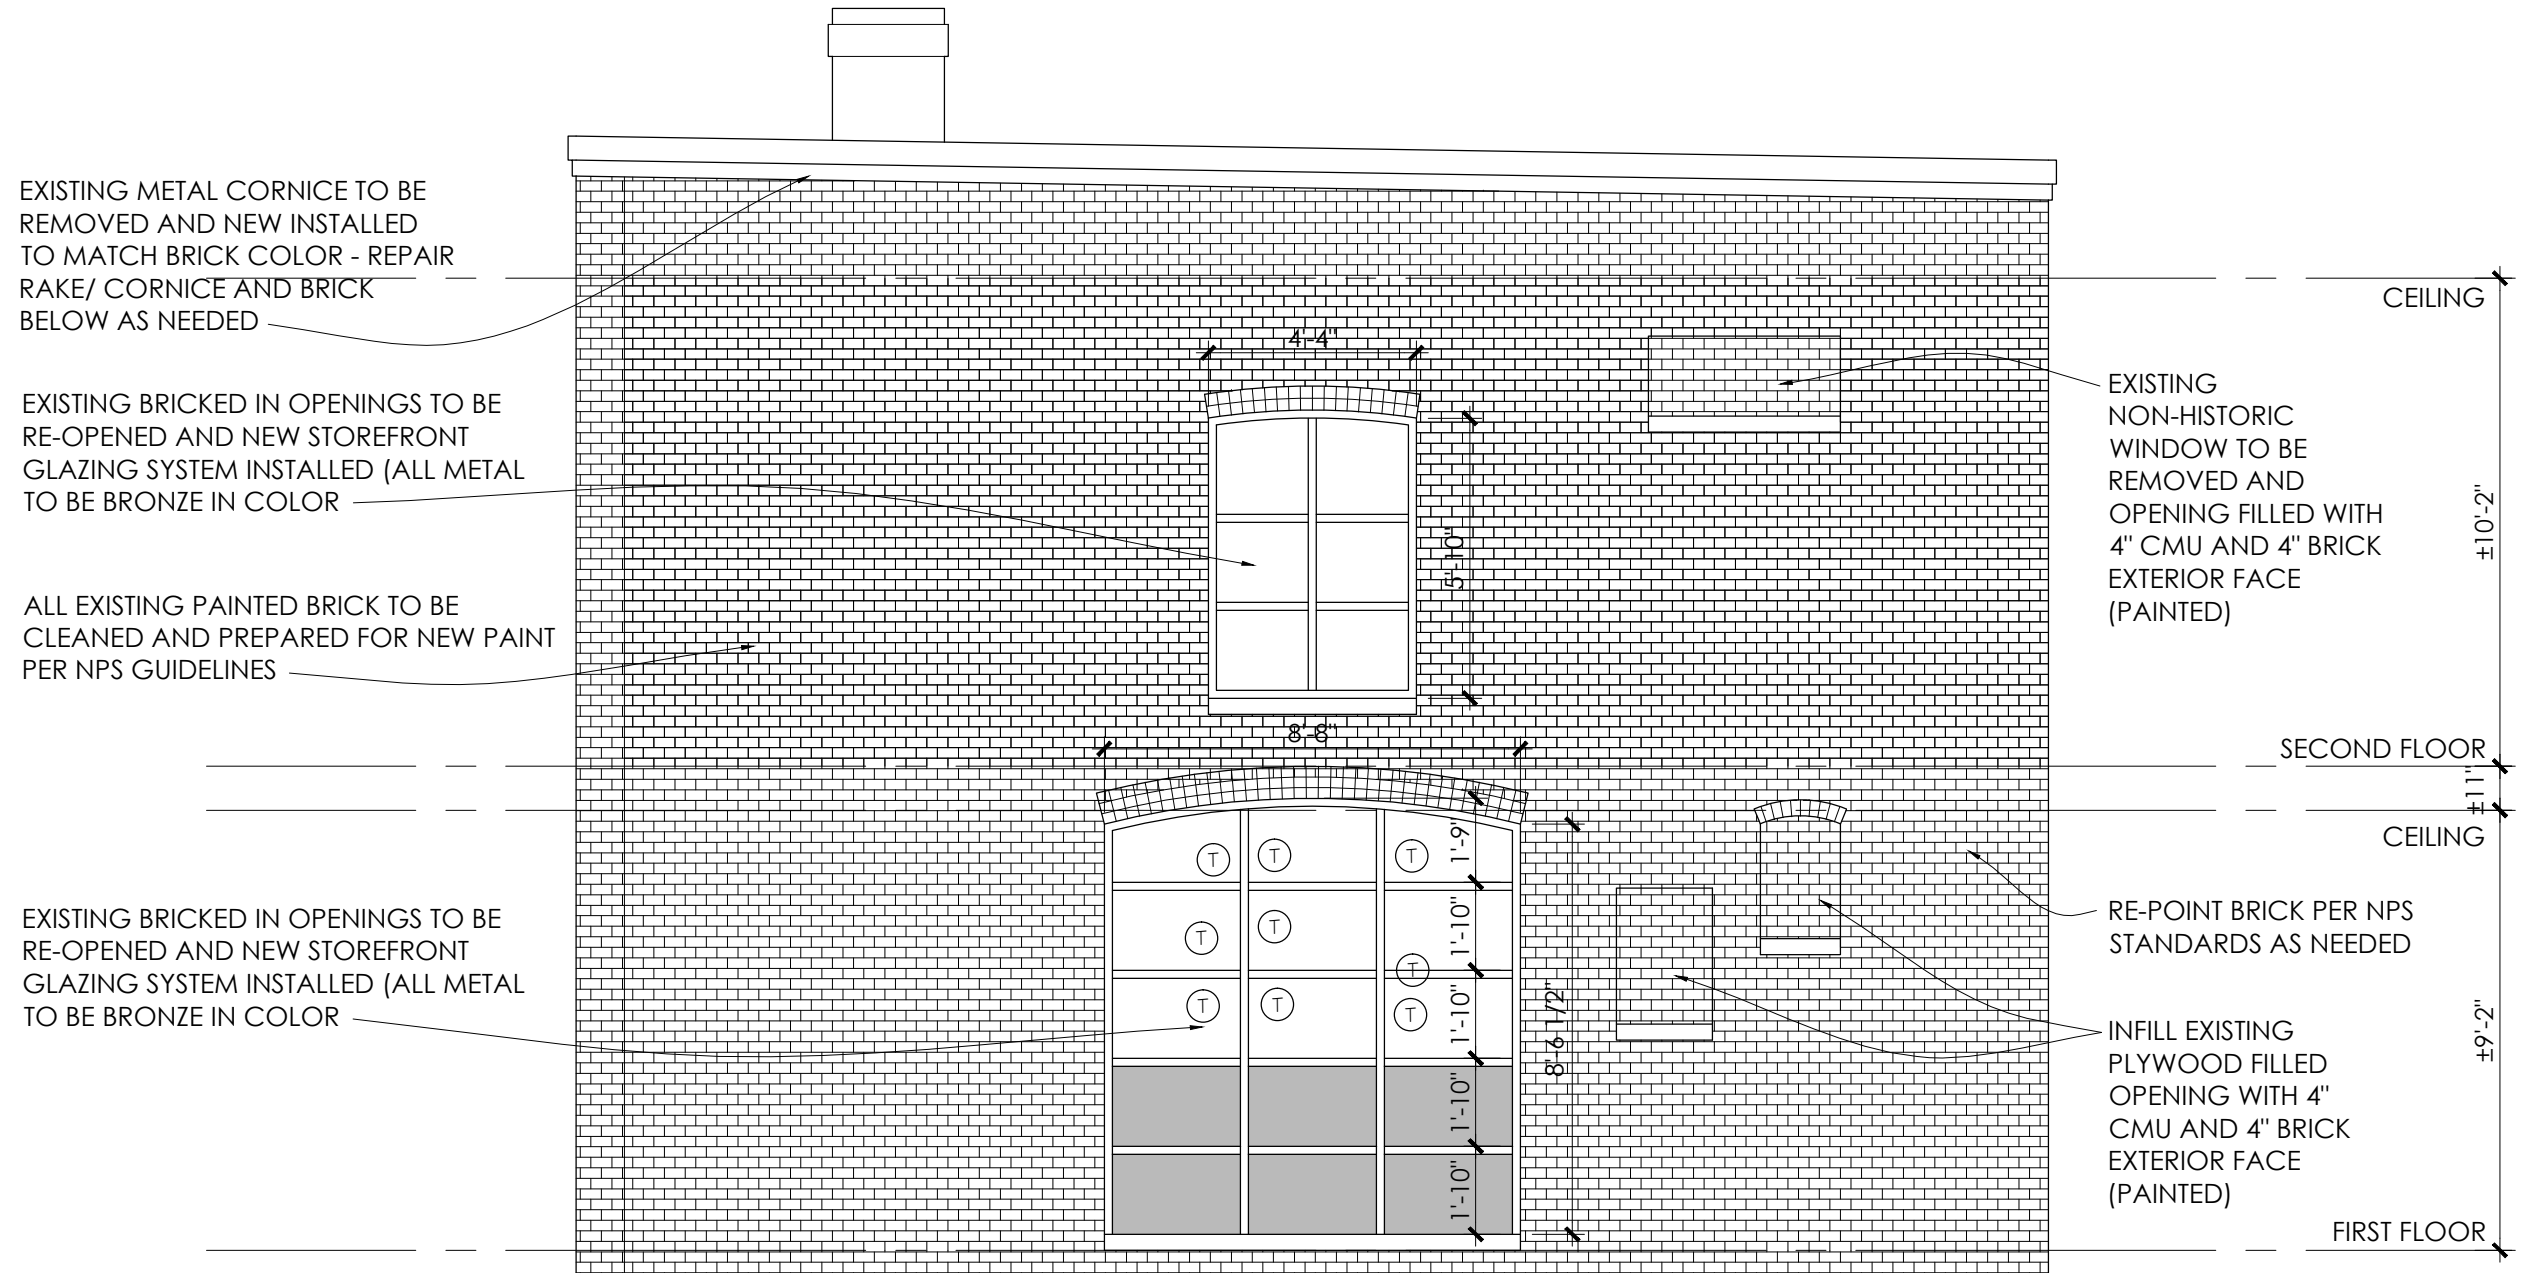 EXISTING METAL CORNICE TO BE
REMOVED AND NEW INSTALLED
TO MATCH BRICK COLOR - REPAIR
RAKE/ CORNICE AND BRICK
BELOW AS NEEDED
EXISTING BRICKED IN OPENINGS TO BE
RE-OPENED AND NEW STOREFRONT
GLAZING SYSTEM INSTALLED (ALL METAL
TO BE BRONZE IN COLOR
ALL EXISTING PAINTED BRICK TO BE
CLEANED AND PREPARED FOR NEW PAINT
PER NPS GUIDELINES
EXISTING BRICKED IN OPENINGS TO BE
RE-OPENED AND NEW STOREFRONT
GLAZING SYSTEM INSTALLED (ALL METAL
TO BE BRONZE IN COLOR
4'-4"
5'-10"
8'-8"
T
T
T
T
T
T
T
T
T
1'-9"
1'-10"
1'-10"
1'-10"
1'-10"
8'-6 1/2"
CEILING
EXISTING
NON-HISTORIC
WINDOW TO BE
REMOVED AND
OPENING FILLED WITH
4" CMU AND 4" BRICK
EXTERIOR FACE
(PAINTED)
±10'-2"
SECOND FLOOR
±11"
CEILING
RE-POINT BRICK PER NPS
STANDARDS AS NEEDED
INFILL EXISTING
PLYWOOD FILLED
OPENING WITH 4"
CMU AND 4" BRICK
EXTERIOR FACE
(PAINTED)
±9'-2"
FIRST FLOOR